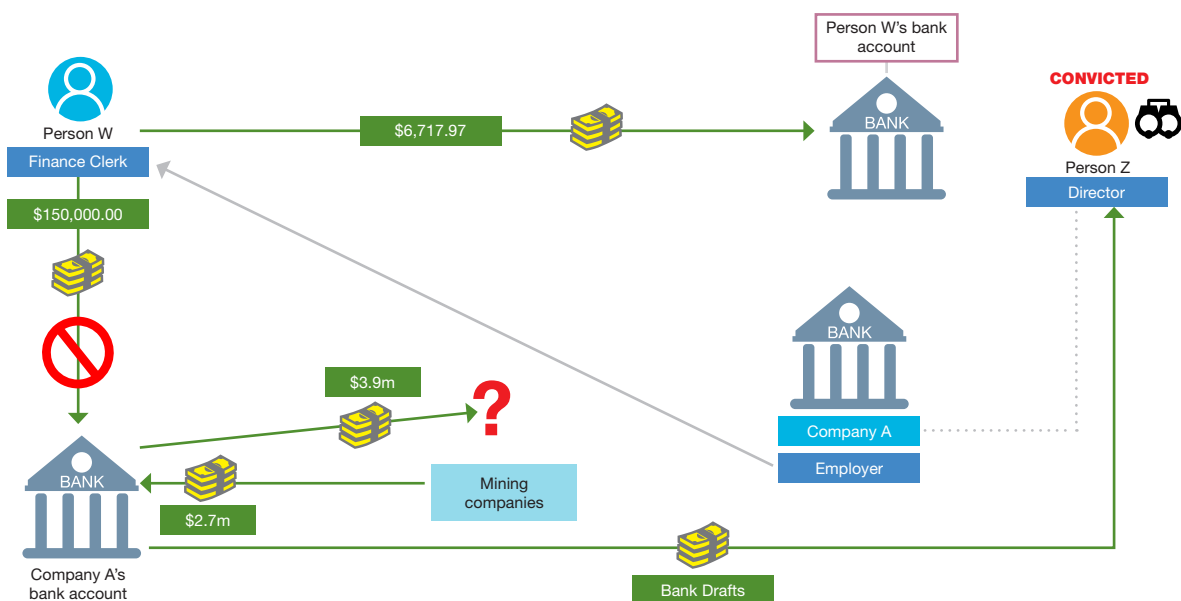 Person W's bank
account
CONVICTED
BANK
Person W
$6,717.97
Finance Clerk
Person Z
Director
$150,000.00
BANK
$3.9m
?
Company A
Employer
BANK
Mining
companies
$2.7m
Company A's
bank account
Bank Drafts